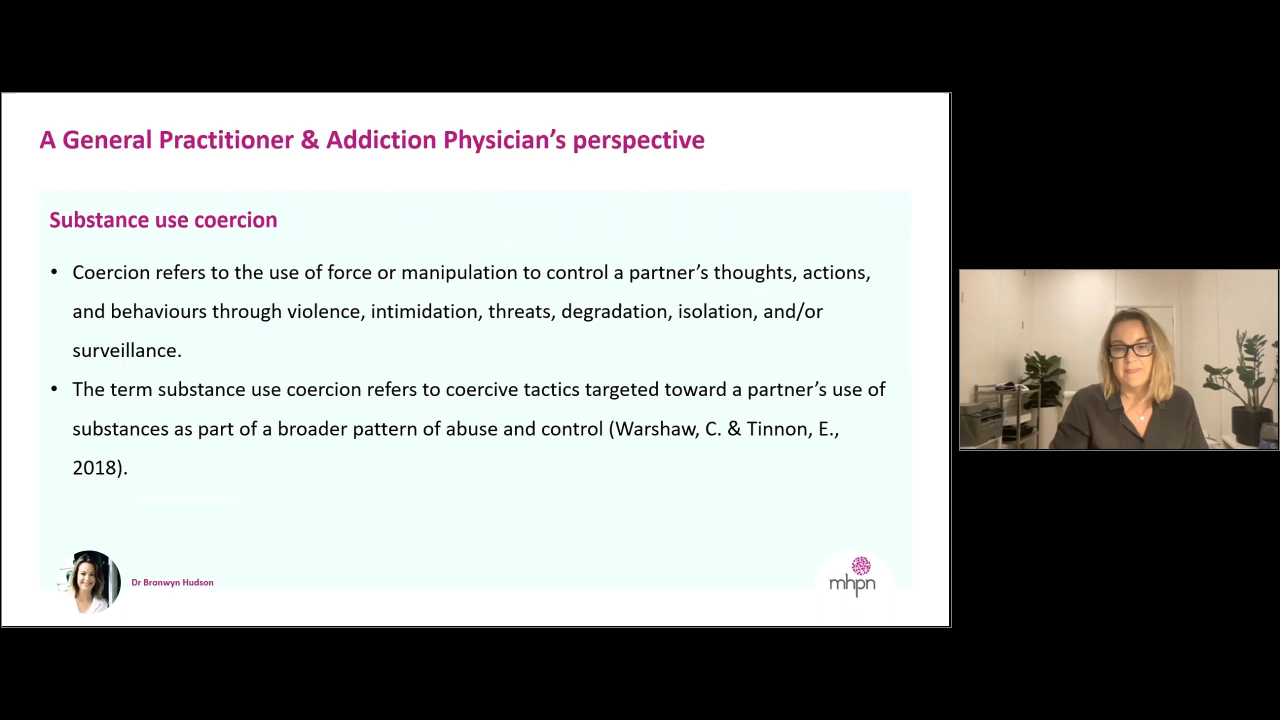 A General Practitioner & Addiction Physician’s perspective
Substance use coercion
• Coercion refers to the use of force or manipulation to control a partner’s thoughts, actions,
and behaviours through violence, intimidation, threats, degradation, isolation, and/or
surveillance.
• The term substance use coercion refers to coercive tactics targeted toward a partner’s use of
substances as part of a broader pattern of abuse and control (Warshaw, C. & Tinnon, E.,
2018).
Dr Bronwyn Hudson
mhpn